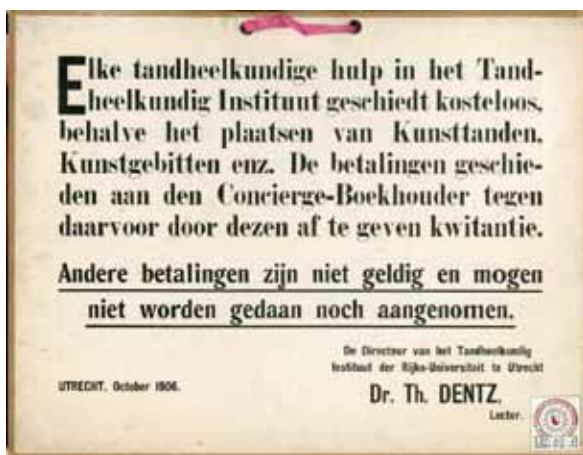 Elke tandheelkundige hulp in het Tand-
heelkundig Instituut geschiedt kosteloos,
behalve het plaatsen van Kunsttanden,
Kunstgebitten enz. De betalingen geschie-
den aan den Concierge-Boekhouder tegen
daarvoor door dezen af te geven kwitantie.
Andere betalingen zijn niet geldig en mogen
niet worden gedaan noch aangenomen.
De Directeur van het Tandheelkundig
Instituut der Rijks-Universiteit te Utrecht
UTRECHT, October 1906.
Dr. Th. DENTZ,
Lector.